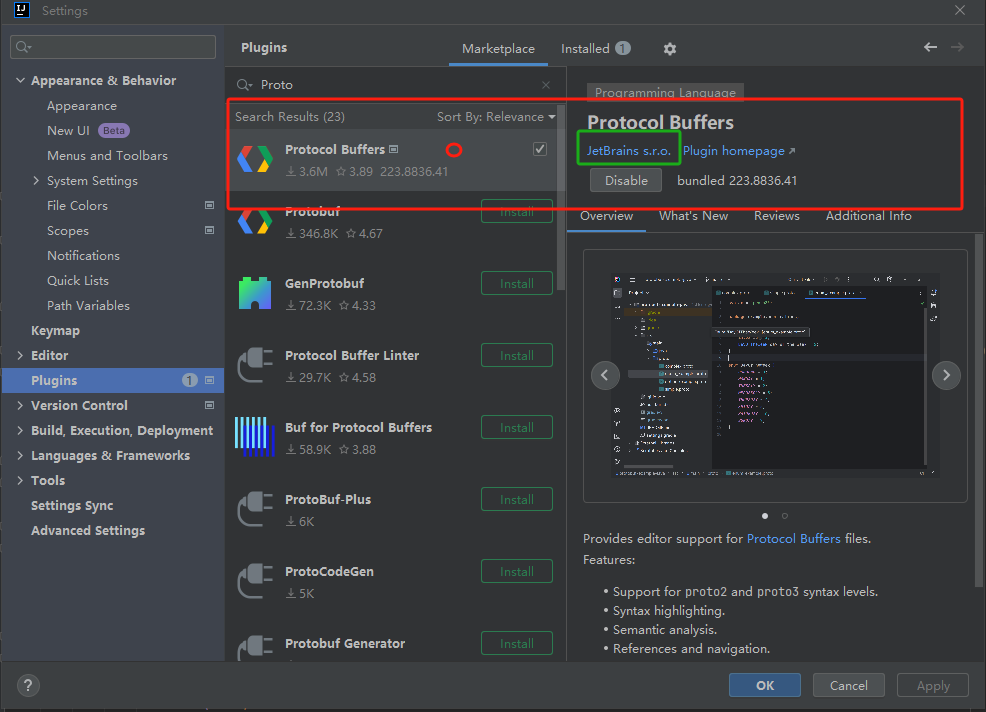 Settings
Plugins
Marketplace
Installed 1
Appearance & Behavior
Appearance
New UI Beta
Menus and Toolbars
System Settings
File Colors
Scopes
Notifications
Quick Lists
Path Variables
Keymap
Editor
Plugins 1
Version Control
Build, Execution, Deployment
Languages & Frameworks
Tools
Settings Sync
Advanced Settings
Proto
Search Results (23) Sort By: Relevance
Protocol Buffers
3.6M 3.89 223.8836.41
Protobuf Install
346.8K 4.67
GenProtobuf Install
72.3K 4.33
Protocol Buffer Linter Install
29.7K 4.58
Buf for Protocol Buffers Install
58.9K 3.88
ProtoBuf-Plus Install
6K
ProtoCodeGen Install
5K
Protobuf Generator Install
Programming Language
Protocol Buffers
JetBrains s.r.o. Plugin homepage
Disable bundled 223.8836.41
Overview What's New Reviews Additional Info
Provides editor support for Protocol Buffers files.
Features:
• Support for proto2 and proto3 syntax levels.
• Syntax highlighting.
• Semantic analysis.
• References and navigation.
?
OK Cancel Apply